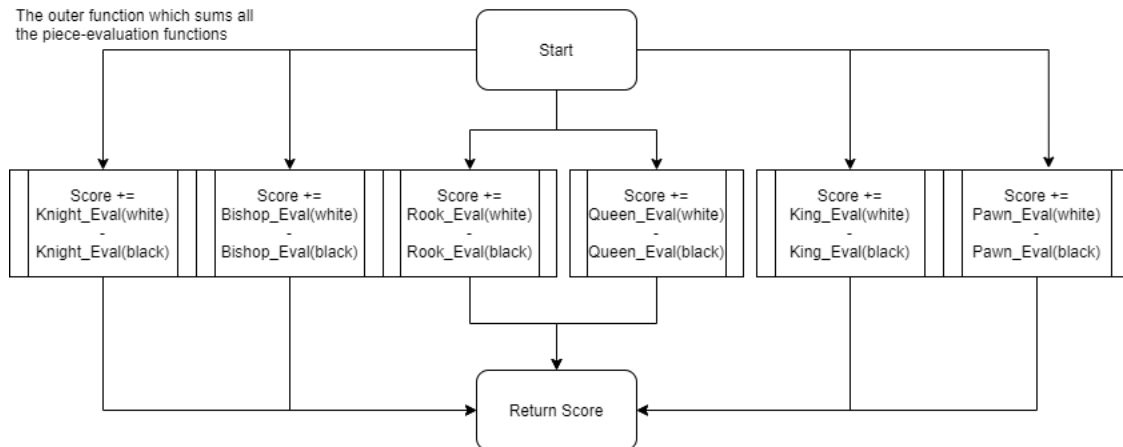 The outer function which sums all
the piece-evaluation functions
Start
Score +=
Knight_Eval(white)
-
Knight_Eval(black)
Score +=
Bishop_Eval(white)
-
Bishop_Eval(black)
Score +=
Rook_Eval(white)
-
Rook_Eval(black)
Score +=
Queen_Eval(white)
-
Queen_Eval(black)
Score +=
King_Eval(white)
-
King_Eval(black)
Score +=
Pawn_Eval(white)
-
Pawn_Eval(black)
Return Score